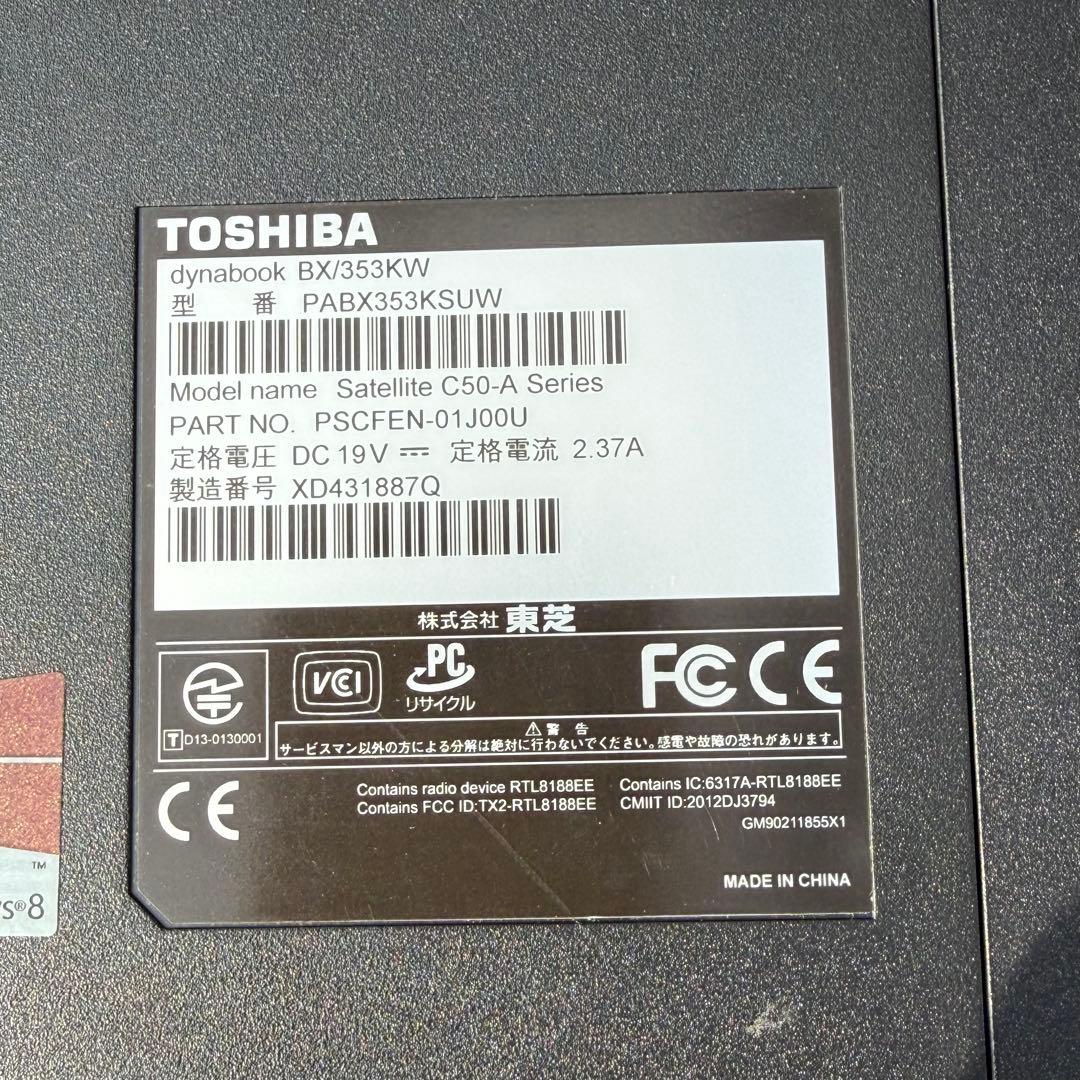 TOSHIBA
dynabook BX/353KW
型 番 PABX353KSUW
Model name Satellite C50-A Series
PART NO. PSCFEN-01J00U
定格電圧 DC 19V 定格電流 2.37A
製造番号 XD431887Q
株式会社 東芝
VCI
PC
リサイクル
FC CE
T D13-0130001
⚠警 告
サービスマン以外の方による分解は絶対に行わないでください。感電や故障の恐れがあります。
CE
Contains radio device RTL8188EE Contains IC:6317A-RTL8188EE
Contains FCC ID:TX2-RTL8188EE CMIIT ID:2012DJ3794
GM90211855X1
MADE IN CHINA
TM
s®8